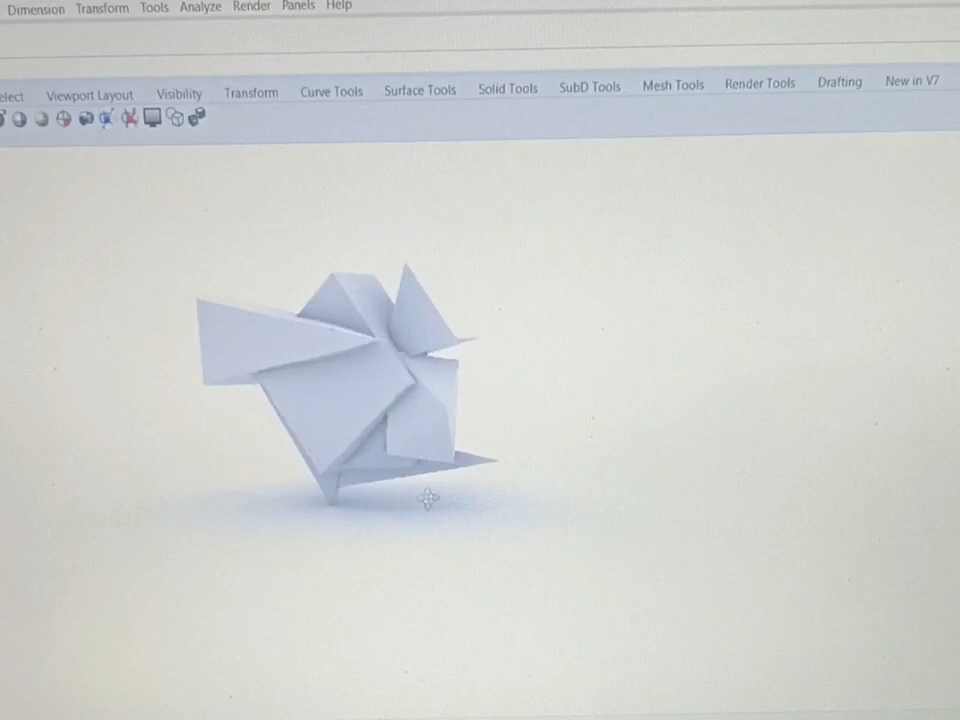 Dimension Transform Tools Analyze Render Panels Help
elect Viewport Layout Visibility Transform Curve Tools Surface Tools Solid Tools SubD Tools Mesh Tools Render Tools Drafting New in V7